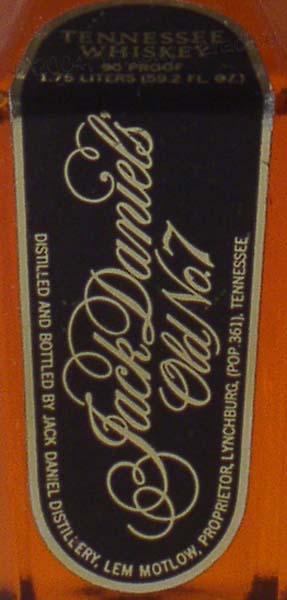 TENNESSEE
WHISKEY
90 PROOF
1.75 LITERS (59.2 FL OZ)
Jack Daniel's
Old No.7
DISTILLED AND BOTTLED BY JACK DANIEL DISTILLERY, LEM MOTLOW, PROPRIETOR, LYNCHBURG, (POP. 361), TENNESSEE